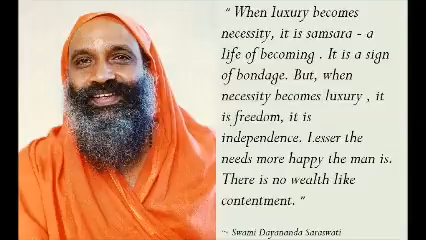 " When luxury becomes
necessity, it is samsara - a
life of becoming . It is a sign
of bondage. But, when
necessity becomes luxury , it
is freedom, it is
independence. Lesser the
needs more happy the man is.
There is no wealth like
contentment. "
~ Swami Dayananda Saraswati